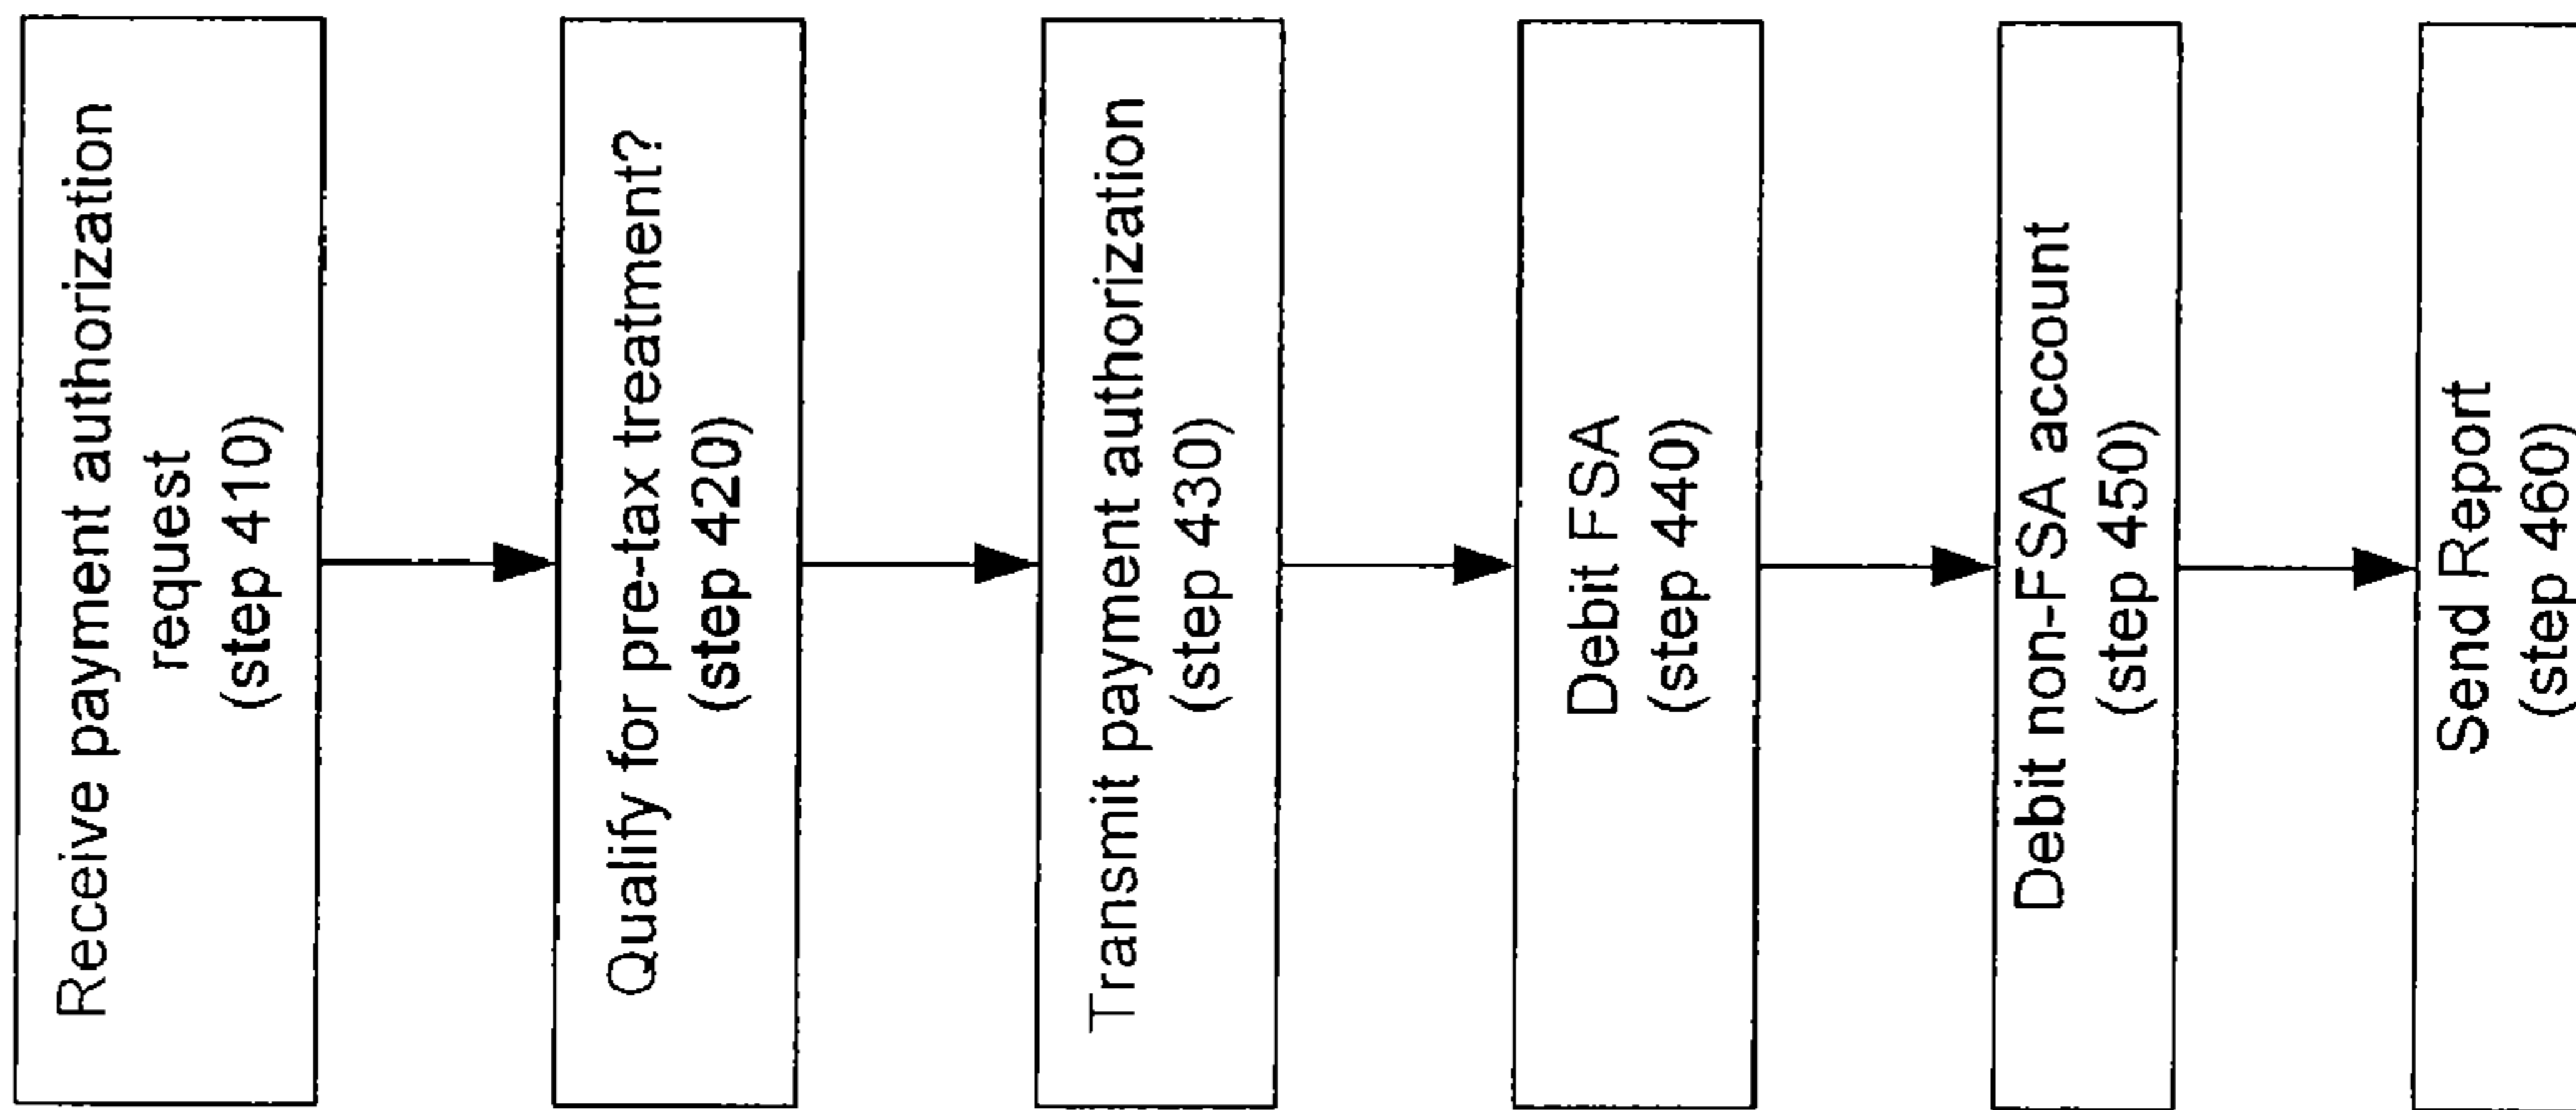 Receive payment authorization
request
(step 410)
Qualify for pre-tax treatment?
(step 420)
Transmit payment authorization
(step 430)
Debit FSA
(step 440)
Debit non-FSA account
(step 450)
Send Report
(step 460)